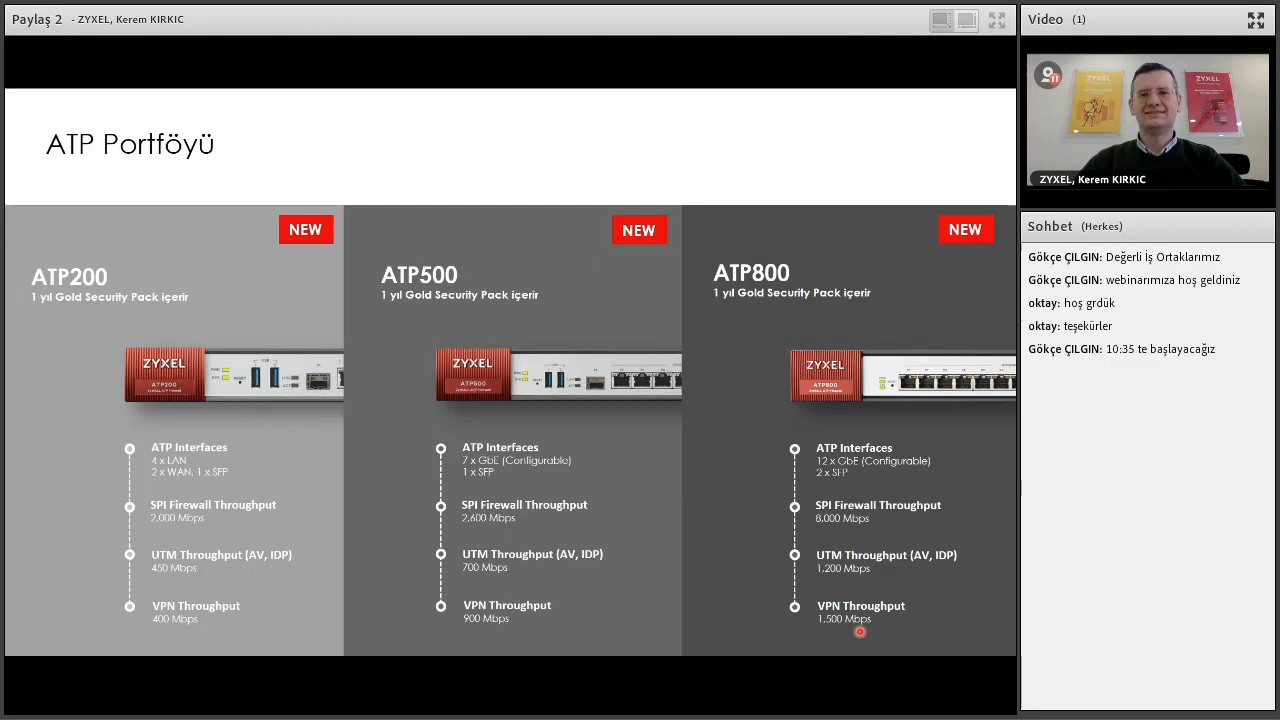 Paylaş 2 - ZYXEL, Kerem KIRKIC
ATP Portföyü
NEW
ATP200
1 yıl Gold Security Pack içerir
ZYXEL
ATP200
ATP Interfaces
4 x LAN
2 x WAN, 1 x SFP
SPI Firewall Throughput
2,000 Mbps
UTM Throughput (AV, IDP)
450 Mbps
VPN Throughput
400 Mbps
NEW
ATP500
1 yıl Gold Security Pack içerir
ZYXEL
ATP500
ATP Interfaces
7 x GbE (Configurable)
1 x SFP
SPI Firewall Throughput
2,600 Mbps
UTM Throughput (AV, IDP)
700 Mbps
VPN Throughput
900 Mbps
NEW
ATP800
1 yıl Gold Security Pack içerir
ZYXEL
ATP800
ATP Interfaces
12 x GbE (Configurable)
2 x SFP
SPI Firewall Throughput
8,000 Mbps
UTM Throughput (AV, IDP)
1,200 Mbps
VPN Throughput
1,500 Mbps
Video (1)
ZYXEL
ZYXEL
ZYXEL, Kerem KIRKIC
Sohbet (Herkes)
Gökçe ÇILGIN: Değerli İş Ortaklarımız
Gökçe ÇILGIN: webinarımıza hoş geldiniz
oktay: hoş grdük
oktay: teşekürler
Gökçe ÇILGIN: 10:35 te başlayacağız